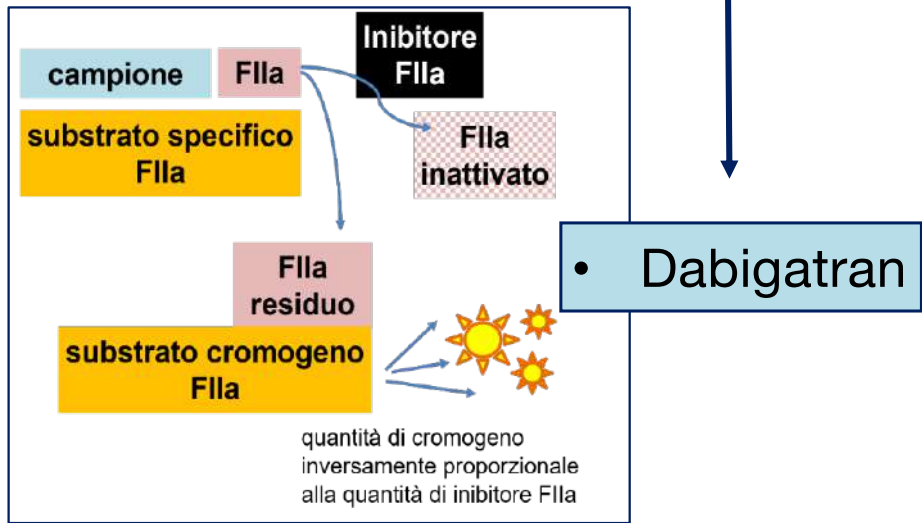 campione
FIIa
Inibitore
FIIa
substrato specifico
FIIa
FIIa
inattivato
FIIa
residuo
substrato cromogeno
FIIa
quantità di cromogeno
inversamente proporzionale
alla quantità di inibitore FIIa
• Dabigatran